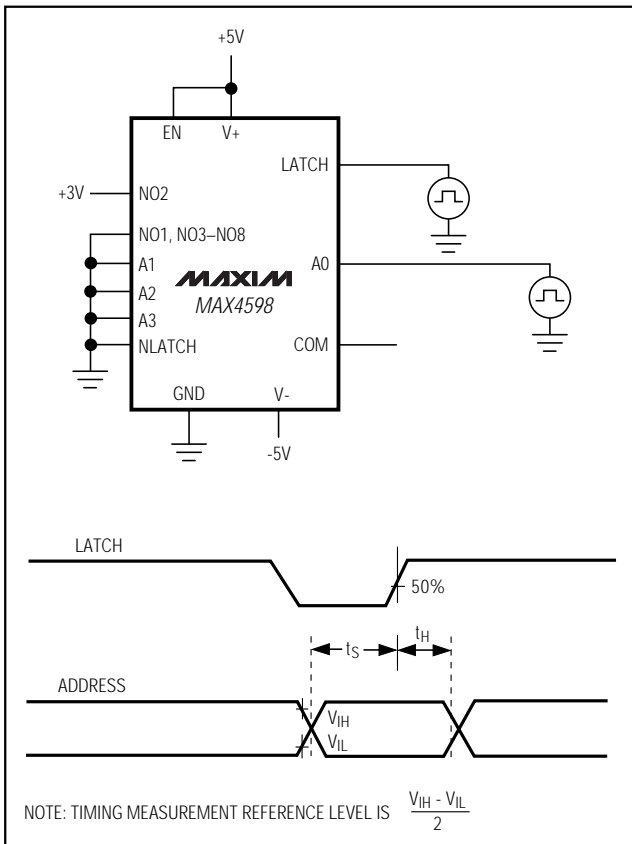 +5V
EN V+
LATCH
+3V NO2
NO1, NO3–NO8
A1 A0
A2 MAXIM
MAX4598
A3
NLATCH COM
GND V-
-5V
LATCH
50%
tS tH
ADDRESS
VIH
VIL
NOTE: TIMING MEASUREMENT REFERENCE LEVEL IS VIH - VIL
2